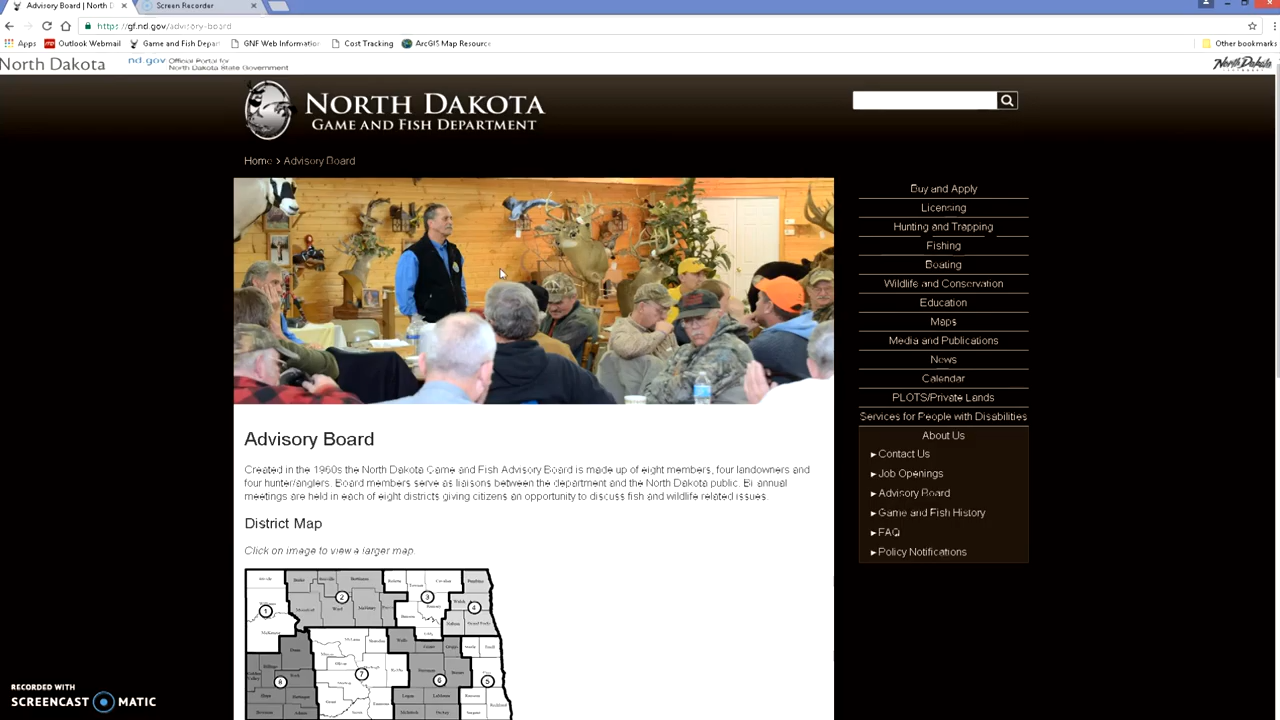 Advisory Board | North D
Screen Recorder
https://gf.nd.gov/advisory-board
Apps
Outlook Webmail
Game and Fish Depart
GNF Web Information
Cost Tracking
ArcGIS Map Resource
Other bookmarks
North Dakota
nd.gov
Official Portal for
North Dakota State Government
North Dakota
NORTH DAKOTA
GAME AND FISH DEPARTMENT
Home > Advisory Board
Buy and Apply
Licensing
Hunting and Trapping
Fishing
Boating
Wildlife and Conservation
Education
Maps
Media and Publications
News
Calendar
PLOTS/Private Lands
Services for People with Disabilities
About Us
▸ Contact Us
▸ Job Openings
▸ Advisory Board
▸ Game and Fish History
▸ FAQ
▸ Policy Notifications
Advisory Board
Created in the 1960s the North Dakota Game and Fish Advisory Board is made up of eight members, four landowners and
four hunter/anglers. Board members serve as liaisons between the department and the North Dakota public. Bi annual
meetings are held in each of eight districts giving citizens an opportunity to discuss fish and wildlife related issues.
District Map
Click on image to view a larger map.
1
2
3
4
5
6
7
8
RECORDED WITH
SCREENCAST MATIC